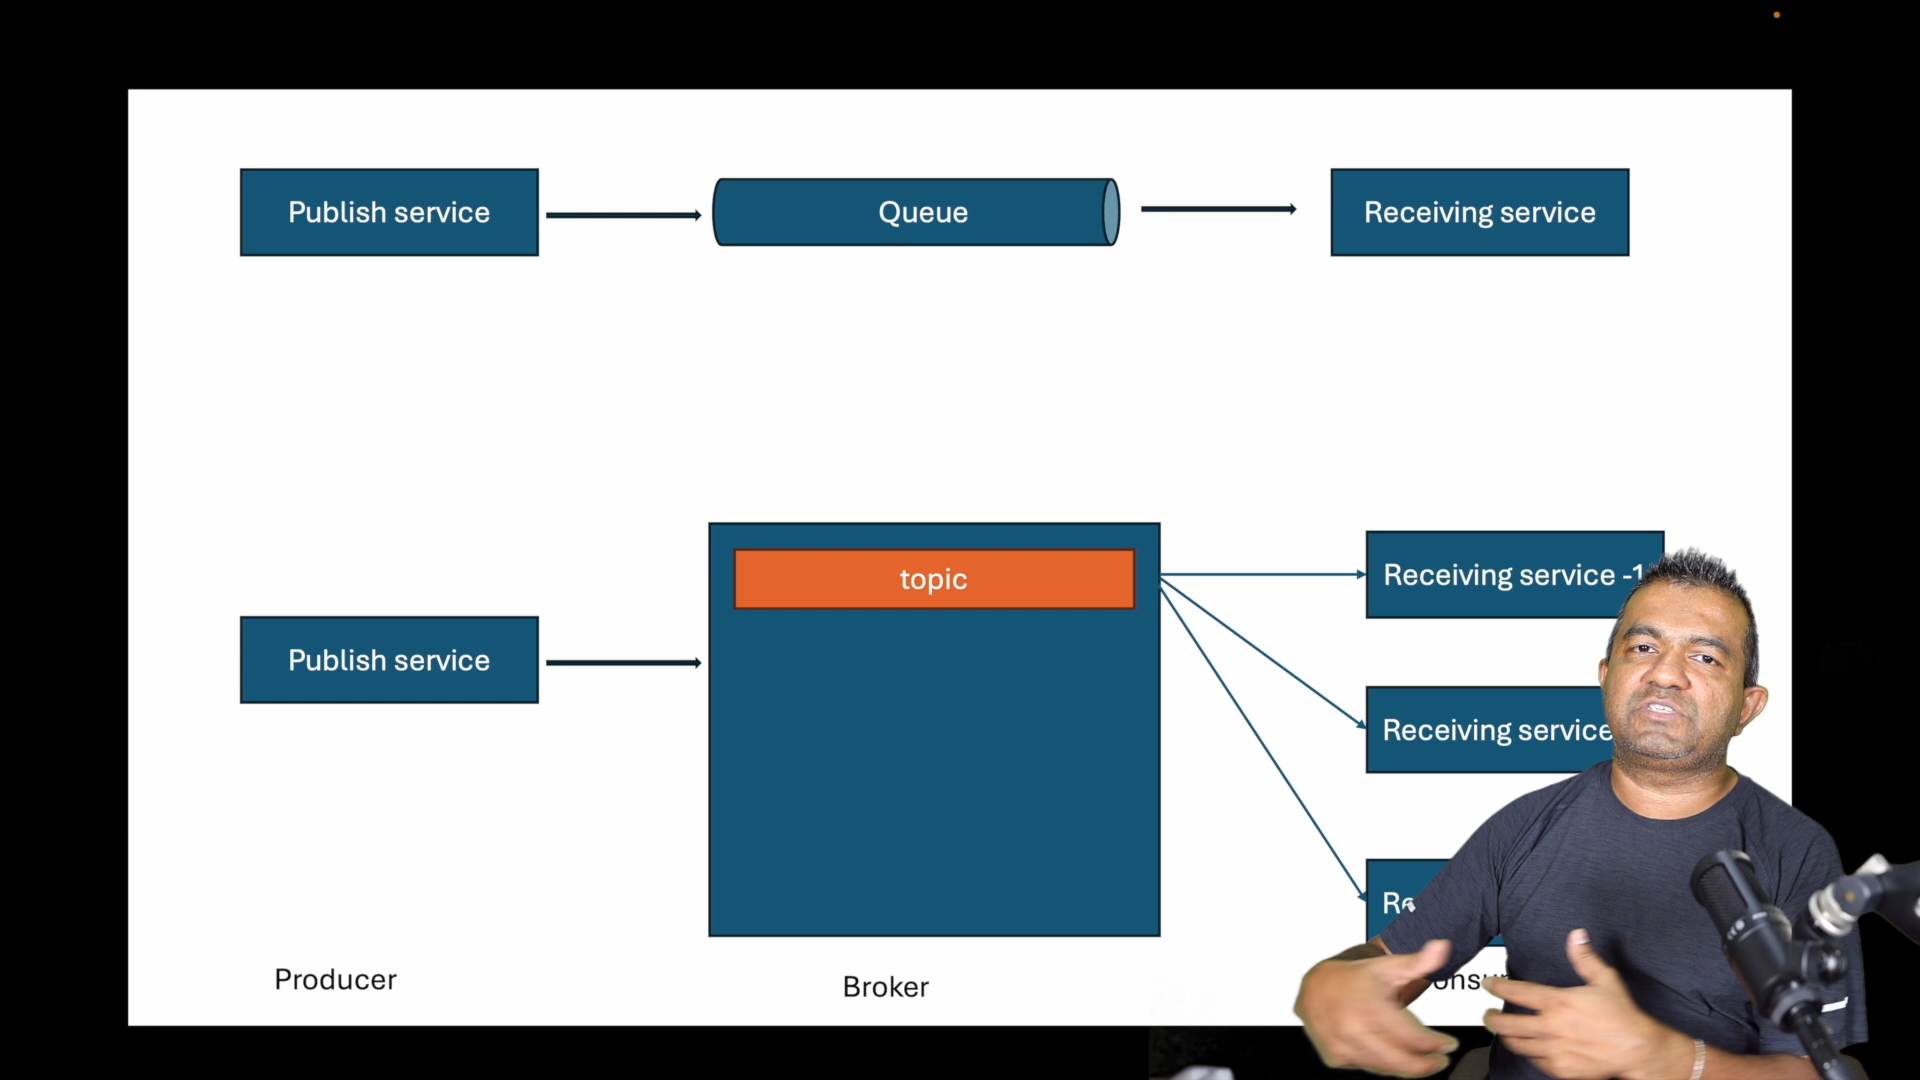 Publish service
Queue
Receiving service
topic
Receiving service -1
Publish service
Receiving service
Producer
Broker